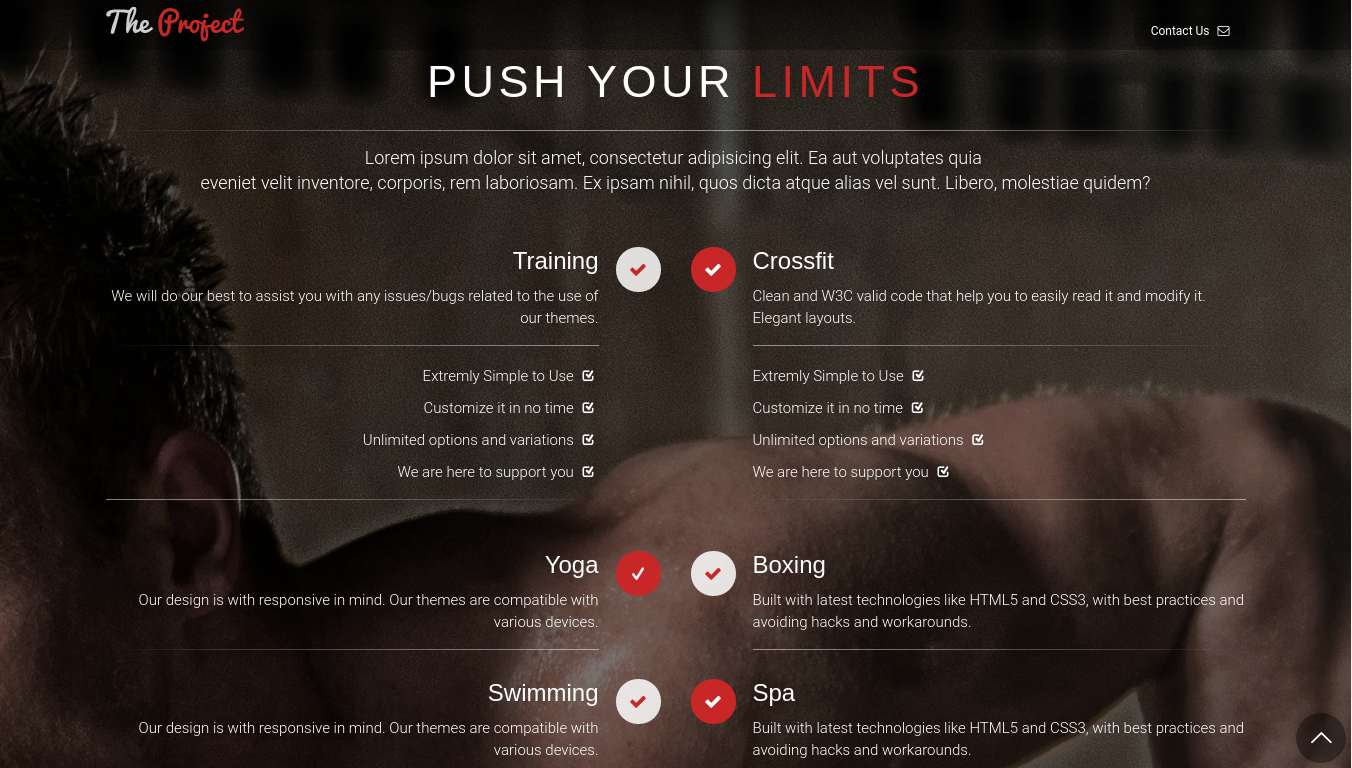 The Project
Contact Us
PUSH YOUR LIMITS
Lorem ipsum dolor sit amet, consectetur adipisicing elit. Ea aut voluptates quia
eveniet velit inventore, corporis, rem laboriosam. Ex ipsam nihil, quos dicta atque alias vel sunt. Libero, molestiae quidem?
Training
We will do our best to assist you with any issues/bugs related to the use of
our themes.
Extremly Simple to Use
Customize it in no time
Unlimited options and variations
We are here to support you
Crossfit
Clean and W3C valid code that help you to easily read it and modify it.
Elegant layouts.
Extremly Simple to Use
Customize it in no time
Unlimited options and variations
We are here to support you
Yoga
Our design is with responsive in mind. Our themes are compatible with
various devices.
Boxing
Built with latest technologies like HTML5 and CSS3, with best practices and
avoiding hacks and workarounds.
Swimming
Our design is with responsive in mind. Our themes are compatible with
various devices.
Spa
Built with latest technologies like HTML5 and CSS3, with best practices and
avoiding hacks and workarounds.